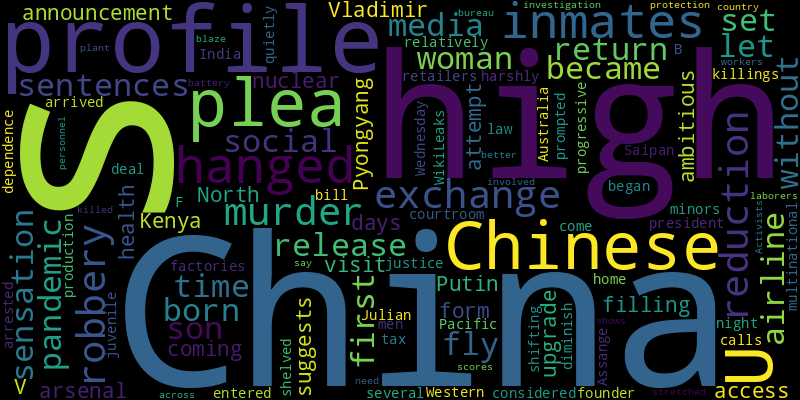 announcement
quietly
Vladimir
bureau
investigation
protection
country
profile
blaze
India
media
inmates
set
plant
relatively
return
B
let
sentences
battery
nuclear
woman
became
killings
retailers
harshly
workers
arrived
plea
Pyongyang
high
without
S
social
attempt
WikiLeaks
Wednesday
law
better
Australia
prompted
progressive
ambitious
Saipan
dependence
personnel
deal
hanged
involved
began
reduction
health
North
bill
exchange
laborers
killed
F
murder
days
courtroom
minors
president
Activists
multinational
sensation
pandemic
production
robbery
Kenya
release
visit
justice
Chinese
come
airline
factories
say
China
time
Putin
home
arrested
juvenile
born
son
coming
suggests
first
Julian
men
tax
form
Pacific
fly
shifting
upgrade
diminish
filling
night
calls
U
Assange
shows
scores
V
arsenal
across
entered
shelved
need
several
Western
considered
founder
stretched
access